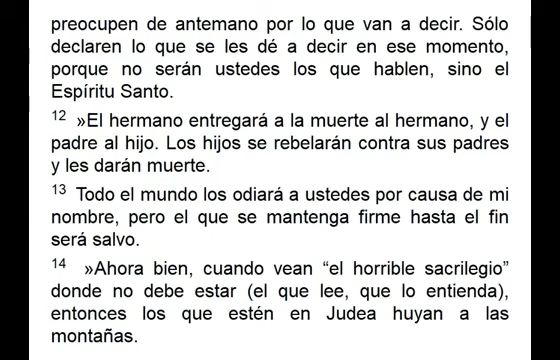 preocupen de antemano por lo que van a decir. Sólo
declaren lo que se les dé a decir en ese momento,
porque no serán ustedes los que hablen, sino el
Espíritu Santo.
12 »El hermano entregará a la muerte al hermano, y el
padre al hijo. Los hijos se rebelarán contra sus padres
y les darán muerte.
13 Todo el mundo los odiará a ustedes por causa de mi
nombre, pero el que se mantenga firme hasta el fin
será salvo.
14 »Ahora bien, cuando vean “el horrible sacrilegio”
donde no debe estar (el que lee, que lo entienda),
entonces los que estén en Judea huyan a las
montañas.